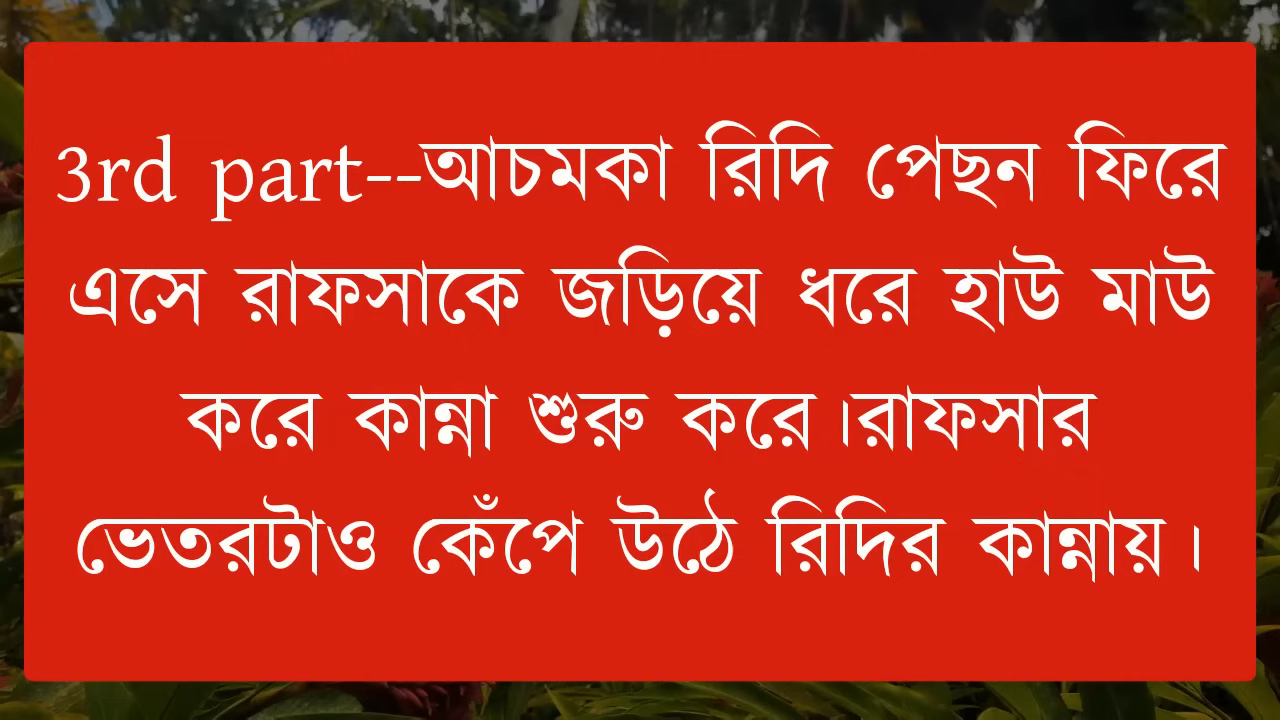 3rd part--আচমকা রিদি পেছন ফিরে
এসে রাফসাকে জড়িয়ে ধরে হাউ মাউ
করে কান্না শুরু করে।রাফসার
ভেতরটাও কেঁপে উঠে রিদির কান্নায়।